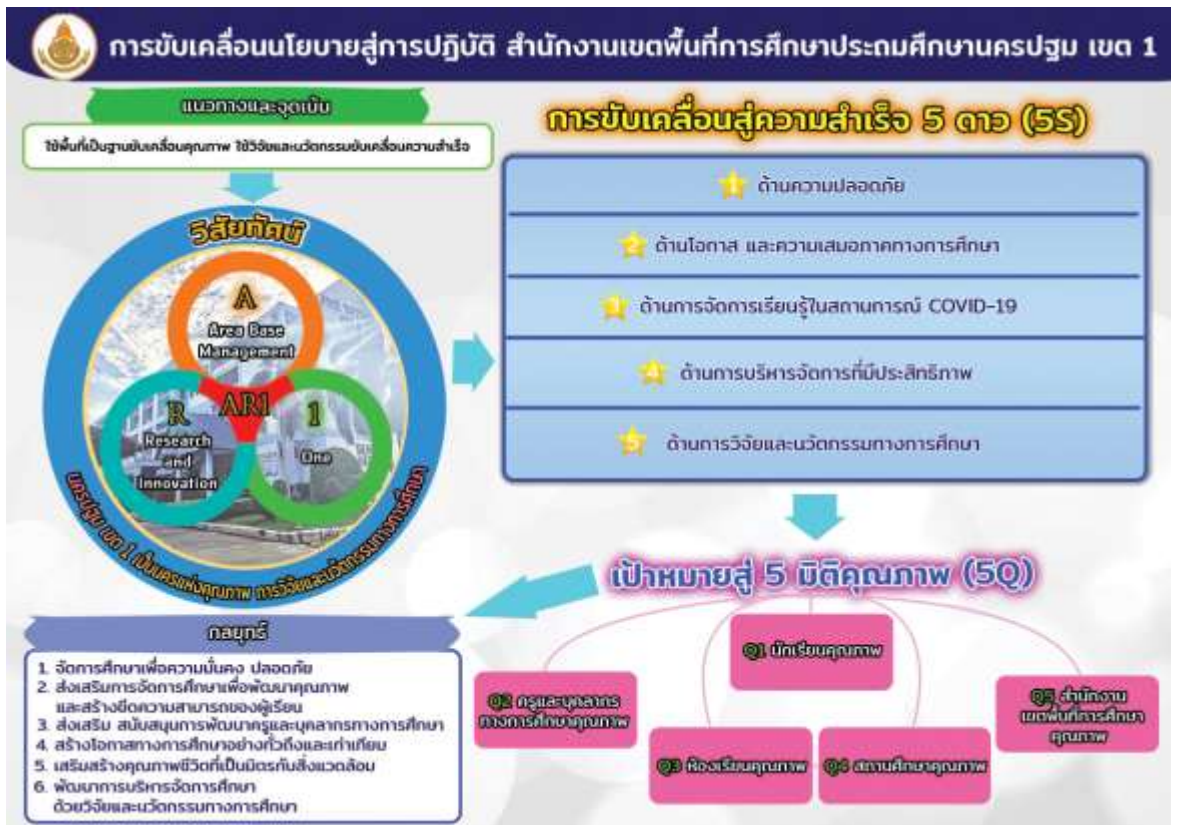 การขับเคลื่อนนโยบายสู่การปฏิบัติ สำนักงานเขตพื้นที่การศึกษาประถมศึกษานครปฐม เขต 1
แนวทางและจุดเน้น
ใช้พื้นที่เป็นฐานขับเคลื่อนคุณภาพ ใช้วิจัยและนวัตกรรมขับเคลื่อนความสำเร็จ
วิสัยทัศน์
A
Area Base
Management
AR1
R
Research
and
Innovation
1
One
นครปฐม เขต 1 เป็นนครแห่งคุณภาพ การวิจัยและนวัตกรรมทางการศึกษา
การขับเคลื่อนสู่ความสำเร็จ 5 ดาว (5S)
1 ด้านความปลอดภัย
2 ด้านโอกาส และความเสมอภาคทางการศึกษา
3 ด้านการจัดการเรียนรู้ในสถานการณ์ COVID-19
4 ด้านการบริหารจัดการที่มีประสิทธิภาพ
5 ด้านการวิจัยและนวัตกรรมทางการศึกษา
เป้าหมายสู่ 5 มิติคุณภาพ (5Q)
Q1 นักเรียนคุณภาพ
Q2 ครูและบุคลากร
ทางการศึกษาคุณภาพ
Q3 ห้องเรียนคุณภาพ
Q4 สถานศึกษาคุณภาพ
Q5 สำนักงาน
เขตพื้นที่การศึกษา
คุณภาพ
กลยุทธ์
1. จัดการศึกษาเพื่อความมั่นคง ปลอดภัย
2. ส่งเสริมการจัดการศึกษาเพื่อพัฒนาคุณภาพ
และสร้างขีดความสามารถของผู้เรียน
3. ส่งเสริม สนับสนุนการพัฒนาครูและบุคลากรทางการศึกษา
4. สร้างโอกาสทางการศึกษาอย่างทั่วถึงและเท่าเทียม
5. เสริมสร้างคุณภาพชีวิตที่เป็นมิตรกับสิ่งแวดล้อม
6. พัฒนาการบริหารจัดการศึกษา
ด้วยวิจัยและนวัตกรรมทางการศึกษา